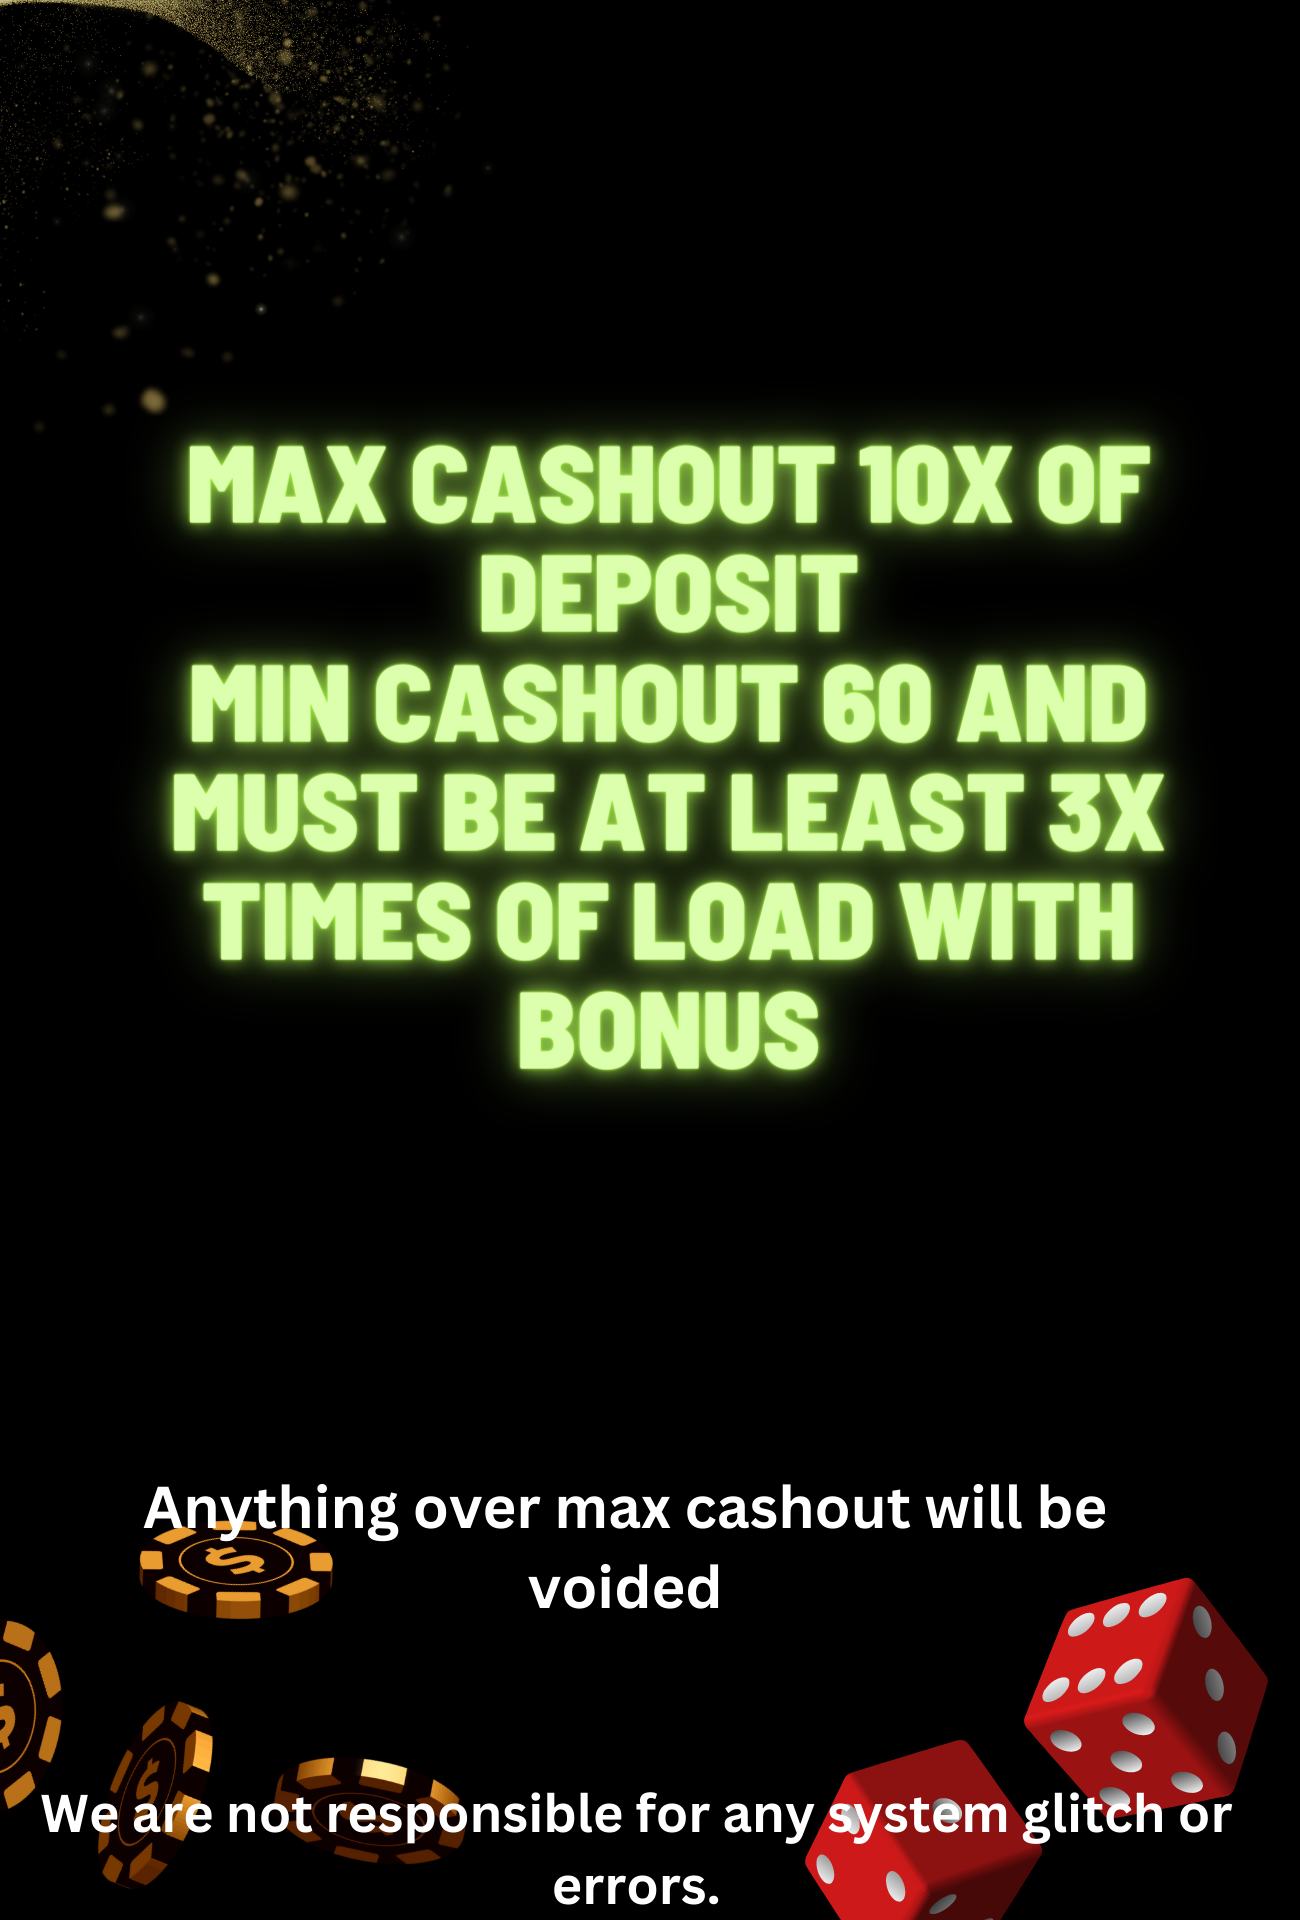 MAX CASHOUT 10X OF
DEPOSIT
MIN CASHOUT 60 AND
MUST BE AT LEAST 3X
TIMES OF LOAD WITH
BONUS
Anything over max cashout will be
voided
$
$
$
We are not responsible for any system glitch or
errors.